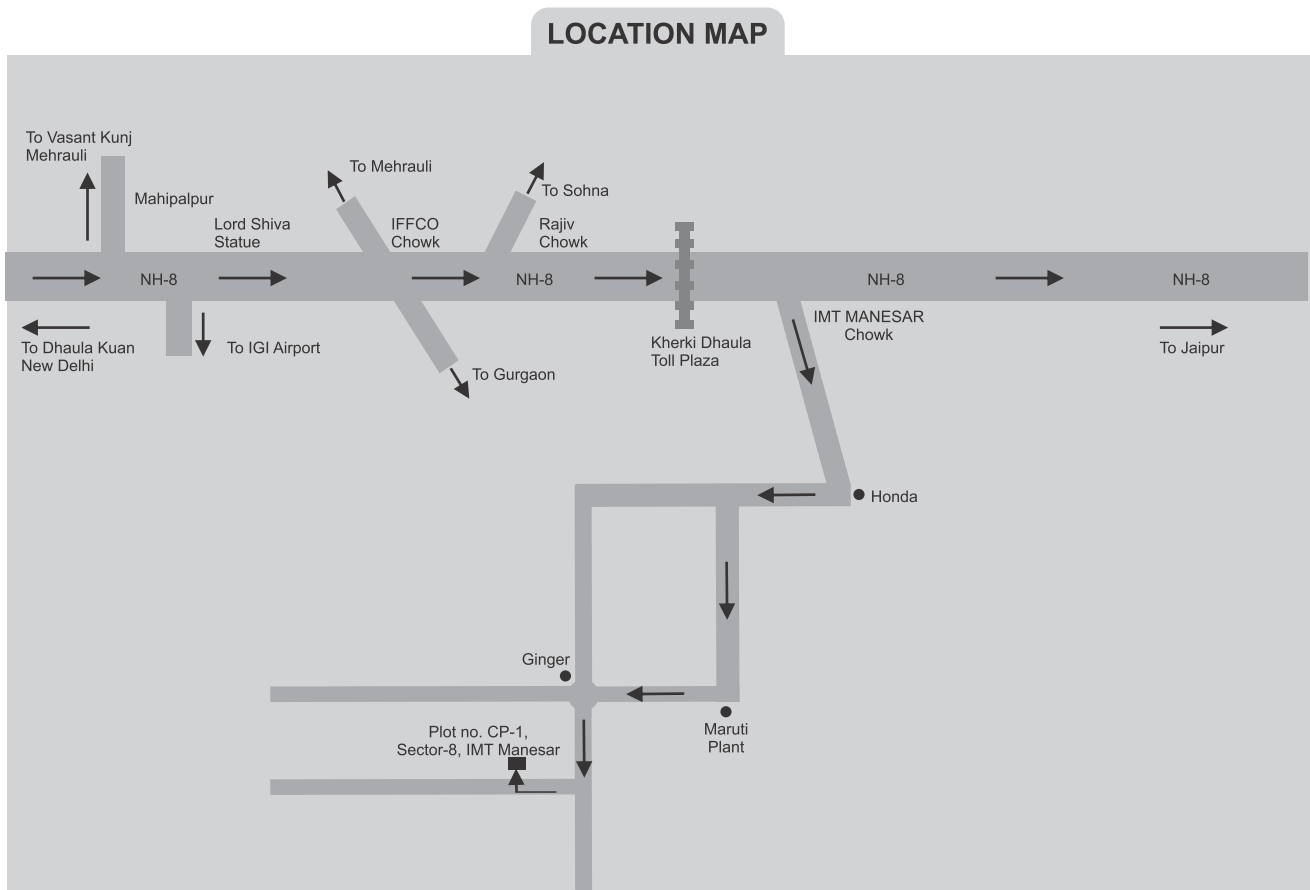 LOCATION MAP
To Vasant Kunj
Mehrauli
Mahipalpur
Lord Shiva
Statue
To Mehrauli
IFFCO
Chowk
To Sohna
Rajiv
Chowk
NH-8
NH-8
NH-8
NH-8
To Dhaula Kuan
New Delhi
To IGI Airport
To Gurgaon
Kherki Dhaula
Toll Plaza
IMT MANESAR
Chowk
To Jaipur
Honda
Ginger
Maruti
Plant
Plot no. CP-1,
Sector-8, IMT Manesar